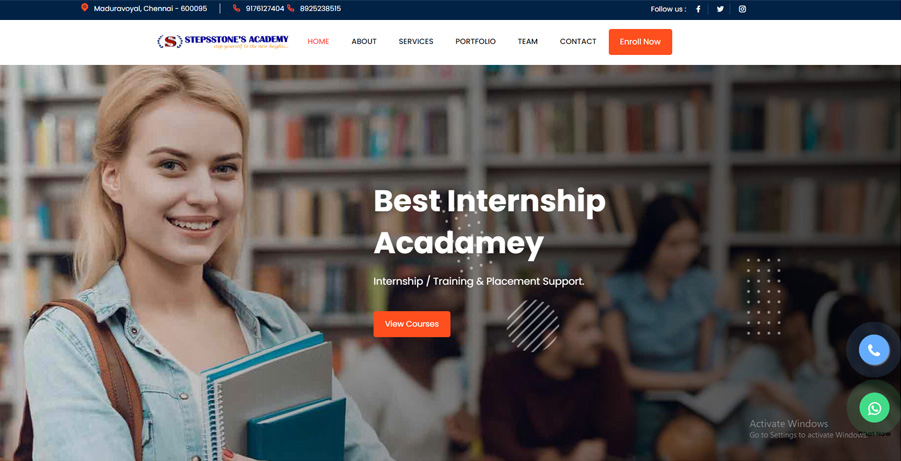 Maduravoyal, Chennai - 600095
9176127404
8925238515
Follow us :
STEPSSTONE'S ACADEMY
step yourself to the new heights...
HOME
ABOUT
SERVICES
PORTFOLIO
TEAM
CONTACT
Enroll Now
Best Internship
Acadamey
Internship / Training & Placement Support.
View Courses
Activate Windows
Go to Settings to activate Windows.